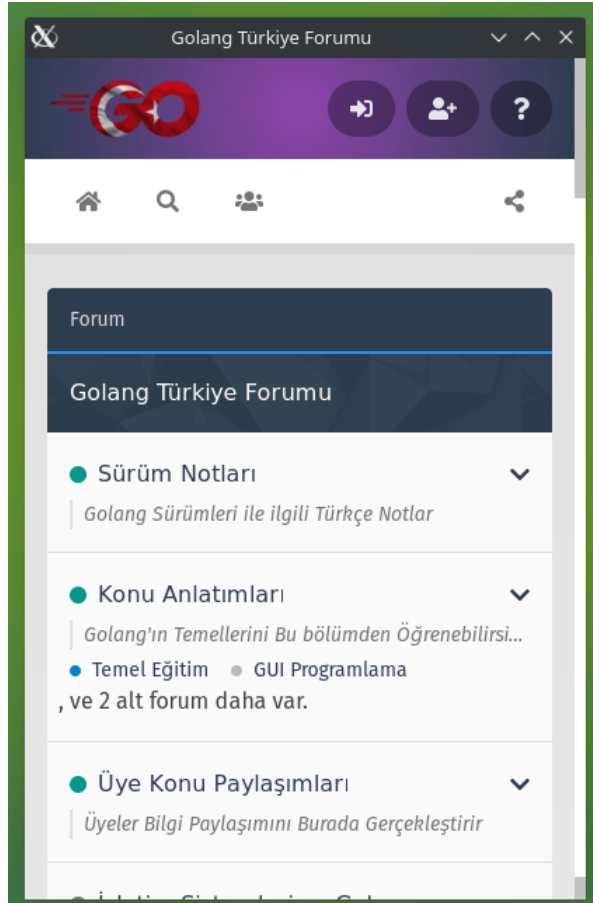 Golang Türkiye Forumu
GO
?
Forum
Golang Türkiye Forumu
Sürüm Notları
Golang Sürümleri ile ilgili Türkçe Notlar
Konu Anlatımları
Golang'ın Temellerini Bu bölümden Öğrenebilirsi...
Temel Eğitim GUI Programlama
, ve 2 alt forum daha var.
Üye Konu Paylaşımları
Üyeler Bilgi Paylaşımını Burada Gerçekleştirir